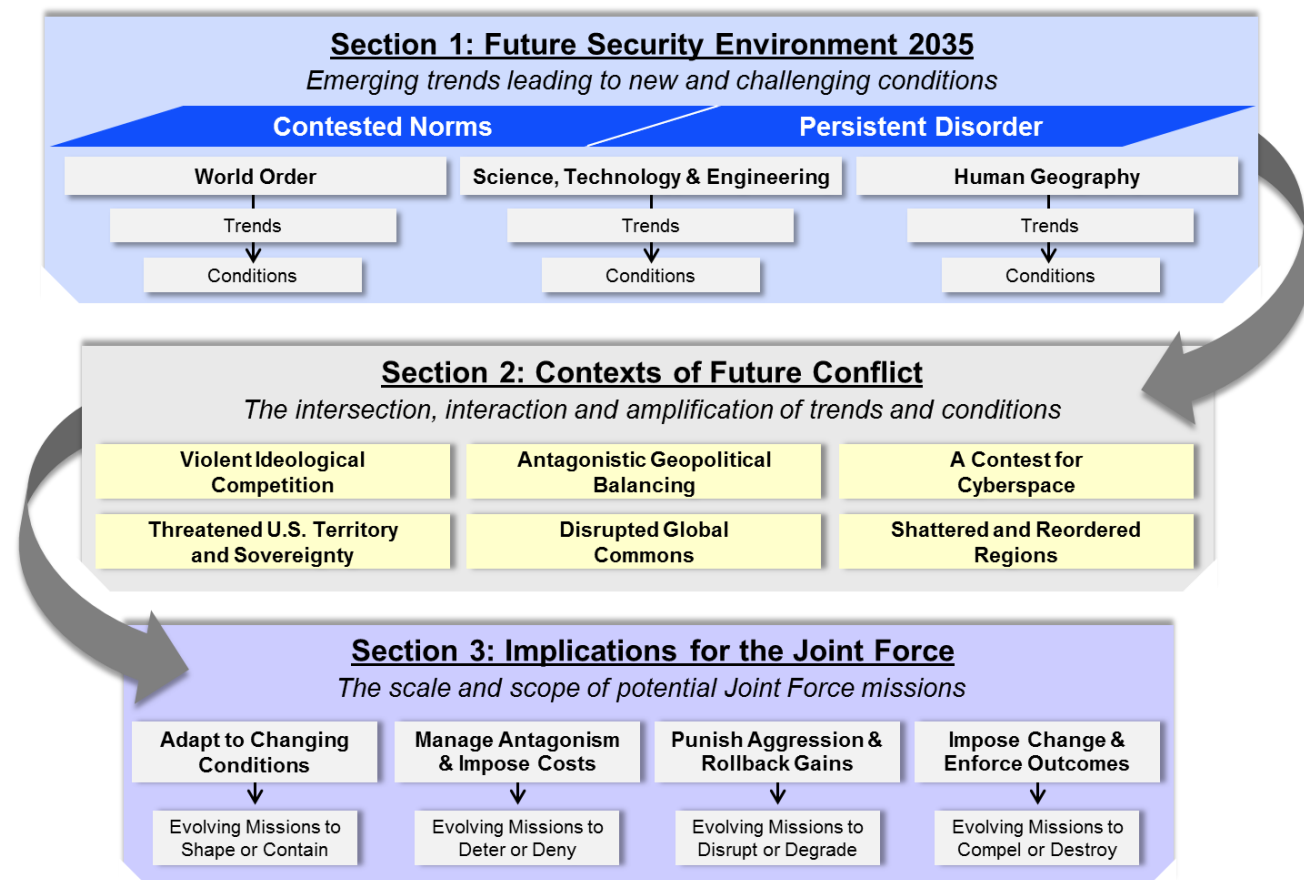 Section 1: Future Security Environment 2035
Emerging trends leading to new and challenging conditions
Contested Norms
Persistent Disorder
World Order
Science, Technology & Engineering
Human Geography
Trends
Trends
Trends
Conditions
Conditions
Conditions
Section 2: Contexts of Future Conflict
The intersection, interaction and amplification of trends and conditions
Violent Ideological
Competition
Antagonistic Geopolitical
Balancing
A Contest for
Cyberspace
Threatened U.S. Territory
and Sovereignty
Disrupted Global
Commons
Shattered and Reordered
Regions
Section 3: Implications for the Joint Force
The scale and scope of potential Joint Force missions
Adapt to Changing
Conditions
Manage Antagonism
& Impose Costs
Punish Aggression &
Rollback Gains
Impose Change &
Enforce Outcomes
Evolving Missions to
Shape or Contain
Evolving Missions to
Deter or Deny
Evolving Missions to
Disrupt or Degrade
Evolving Missions to
Compel or Destroy